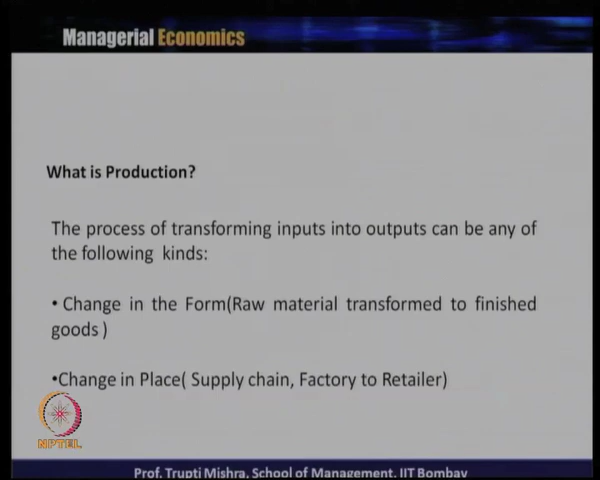 Managerial Economics
What is Production?
The process of transforming inputs into outputs can be any of
the following kinds:
• Change in the Form(Raw material transformed to finished
goods )
•Change in Place( Supply chain, Factory to Retailer)
NPTEL
Prof. Trupti Mishra, School of Management, IIT Bombay